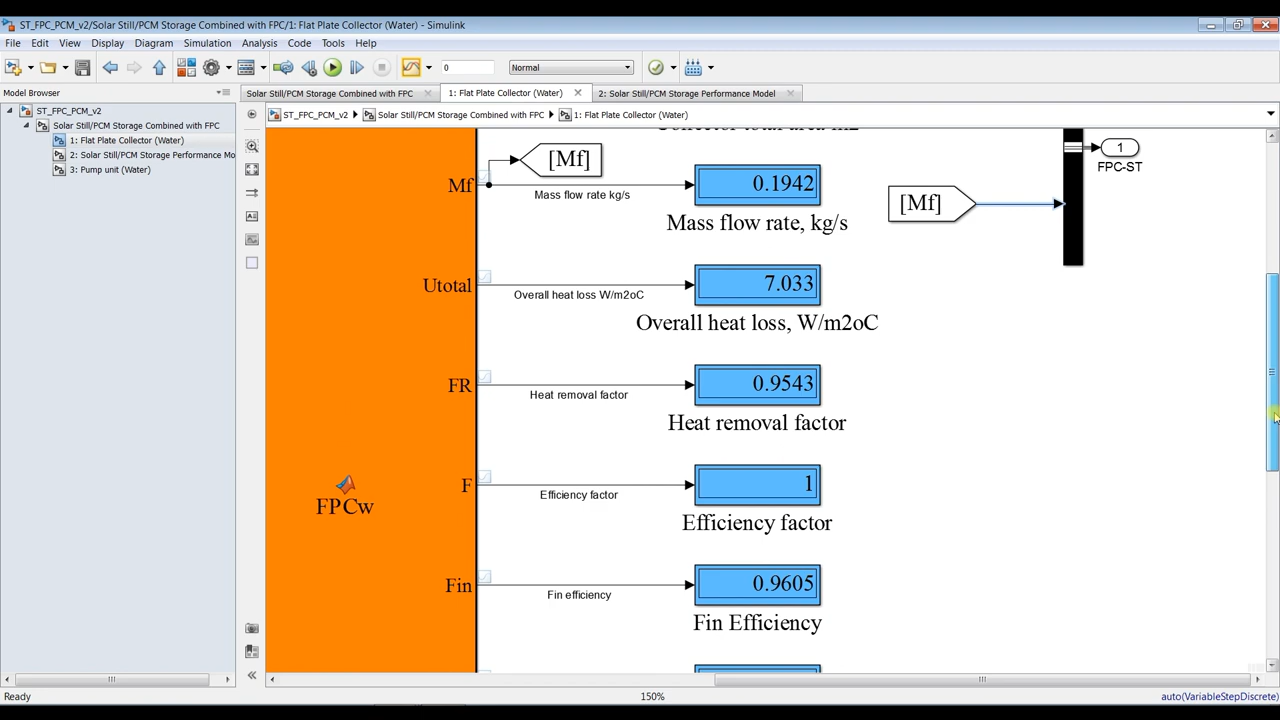 ST_FPC_PCM_v2/Solar Still/PCM Storage Combined with FPC/1: Flat Plate Collector (Water) - Simulink
File Edit View Display Diagram Simulation Analysis Code Tools Help
0 Normal
Model Browser
Solar Still/PCM Storage Combined with FPC
1: Flat Plate Collector (Water)
2: Solar Still/PCM Storage Performance Model
ST_FPC_PCM_v2
Solar Still/PCM Storage Combined with FPC
1: Flat Plate Collector (Water)
2: Solar Still/PCM Storage Performance Mo
3: Pump unit (Water)
ST_FPC_PCM_v2 Solar Still/PCM Storage Combined with FPC 1: Flat Plate Collector (Water)
Collector total area m2
[Mf]
Mf
Mass flow rate kg/s
0.1942
Mass flow rate, kg/s
[Mf]
1
FPC-ST
Utotal
Overall heat loss W/m2oC
7.033
Overall heat loss, W/m2oC
FR
Heat removal factor
0.9543
Heat removal factor
FPCw
F
Efficiency factor
1
Efficiency factor
Fin
Fin efficiency
0.9605
Fin Efficiency
Ready
150%
auto(VariableStepDiscrete)